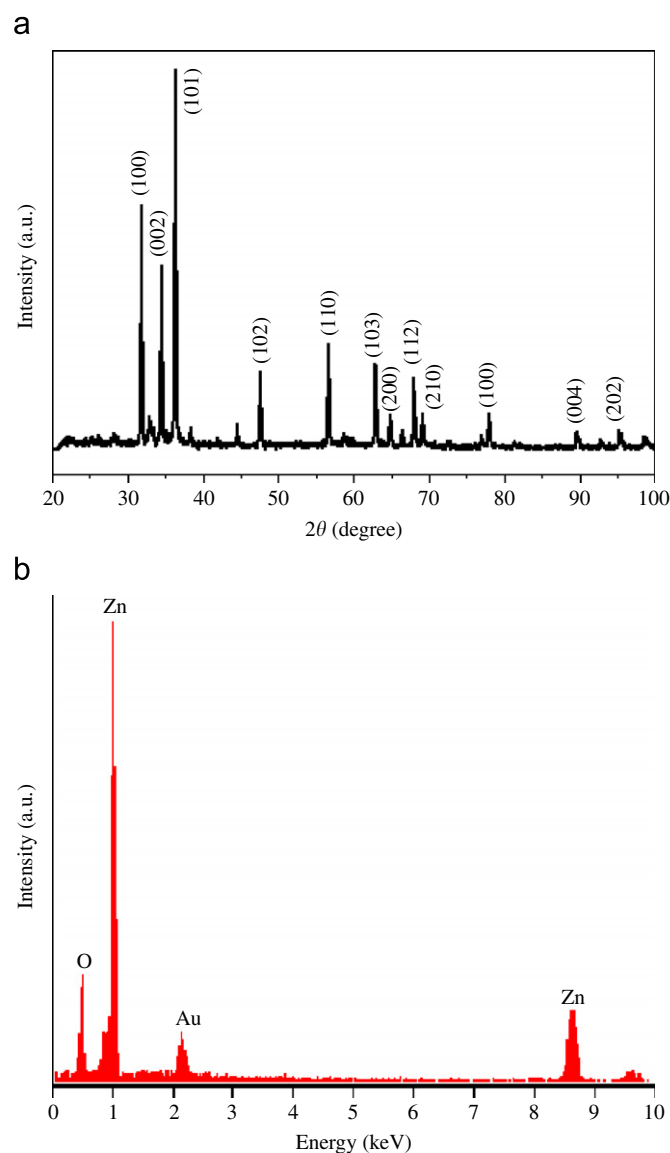 a
(101)
(100)
(002)
(102)
(110)
(103)
(200)
(112)
(210)
(100)
(004)
(202)
Intensity (a.u.)
20 30 40 50 60 70 80 90 100
2θ (degree)
b
Zn
O
Au
Zn
Intensity (a.u.)
0 1 2 3 4 5 6 7 8 9 10
Energy (keV)